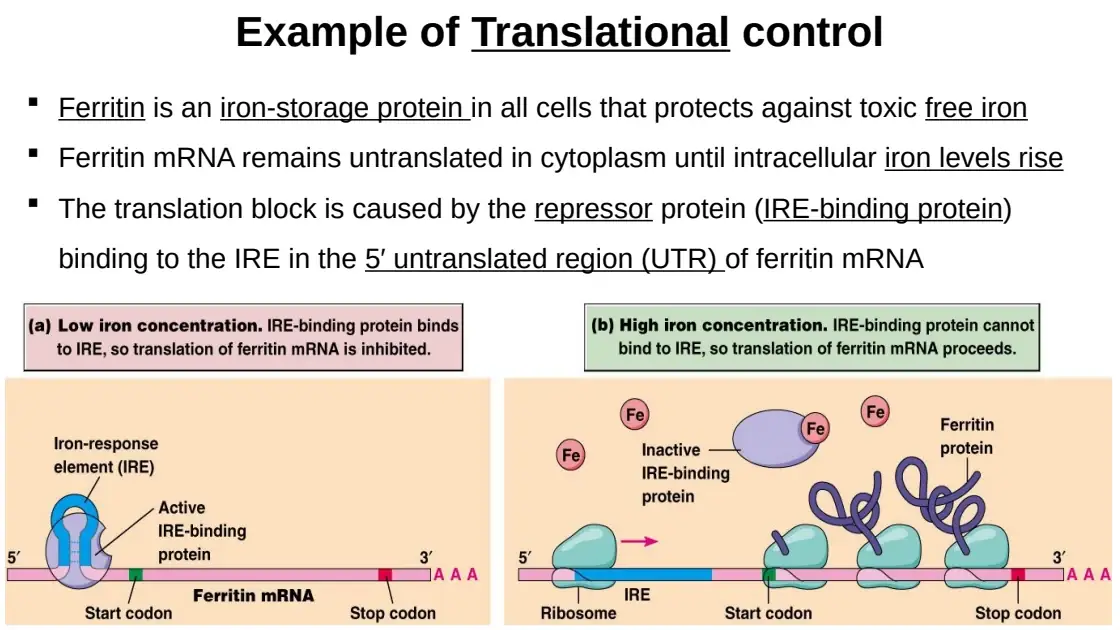 Example of Translational control
▪ Ferritin is an iron-storage protein in all cells that protects against toxic free iron
▪ Ferritin mRNA remains untranslated in cytoplasm until intracellular iron levels rise
▪ The translation block is caused by the repressor protein (IRE-binding protein)
binding to the IRE in the 5′ untranslated region (UTR) of ferritin mRNA
(a) Low iron concentration. IRE-binding protein binds
to IRE, so translation of ferritin mRNA is inhibited.
Iron-response
element (IRE)
Active
IRE-binding
protein
5′
3′
A A A
Ferritin mRNA
Start codon
Stop codon
(b) High iron concentration. IRE-binding protein cannot
bind to IRE, so translation of ferritin mRNA proceeds.
Fe
Fe
Fe
Fe
Inactive
IRE-binding
protein
Ferritin
protein
5′
3′
A A A
IRE
Ribosome
Start codon
Stop codon